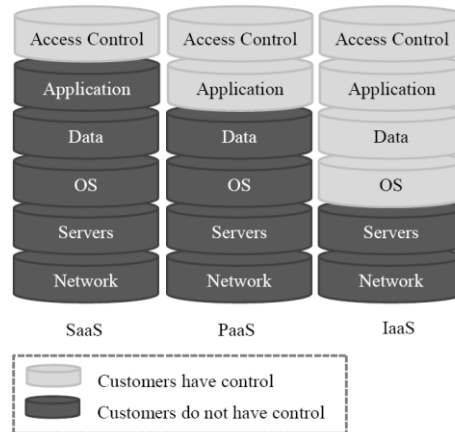 Access Control Access Control Access Control
Application Application Application
Data Data Data
OS OS OS
Servers Servers Servers
Network Network Network
SaaS PaaS IaaS
Customers have control
Customers do not have control